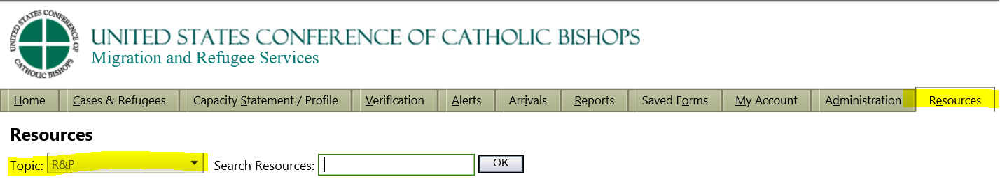 UNITED STATES CONFERENCE OF CATHOLIC BISHOPS
UNITED STATES CONFERENCE OF CATHOLIC BISHOPS
Migration and Refugee Services
Home Cases & Refugees Capacity Statement / Profile Verification Alerts Arrivals Reports Saved Forms My Account Administration Resources
Resources
Topic: R&P Search Resources: OK